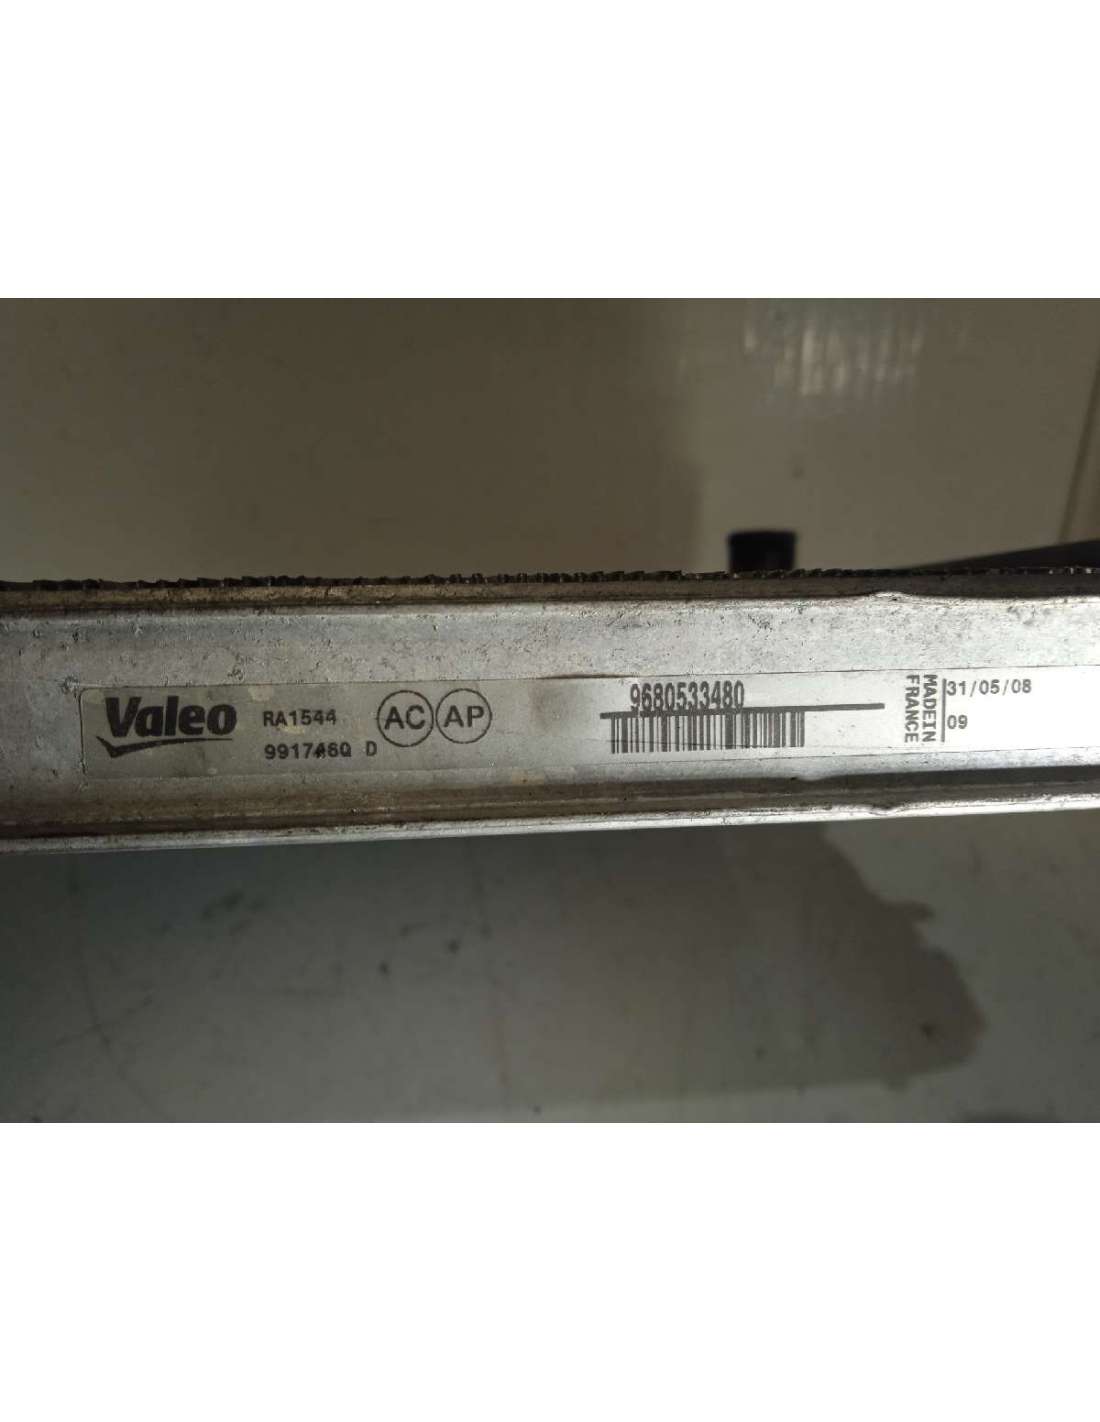 Valeo
RA1544
AC AP
D
9680533480
MADE IN
FRANCE
31/05/08
09